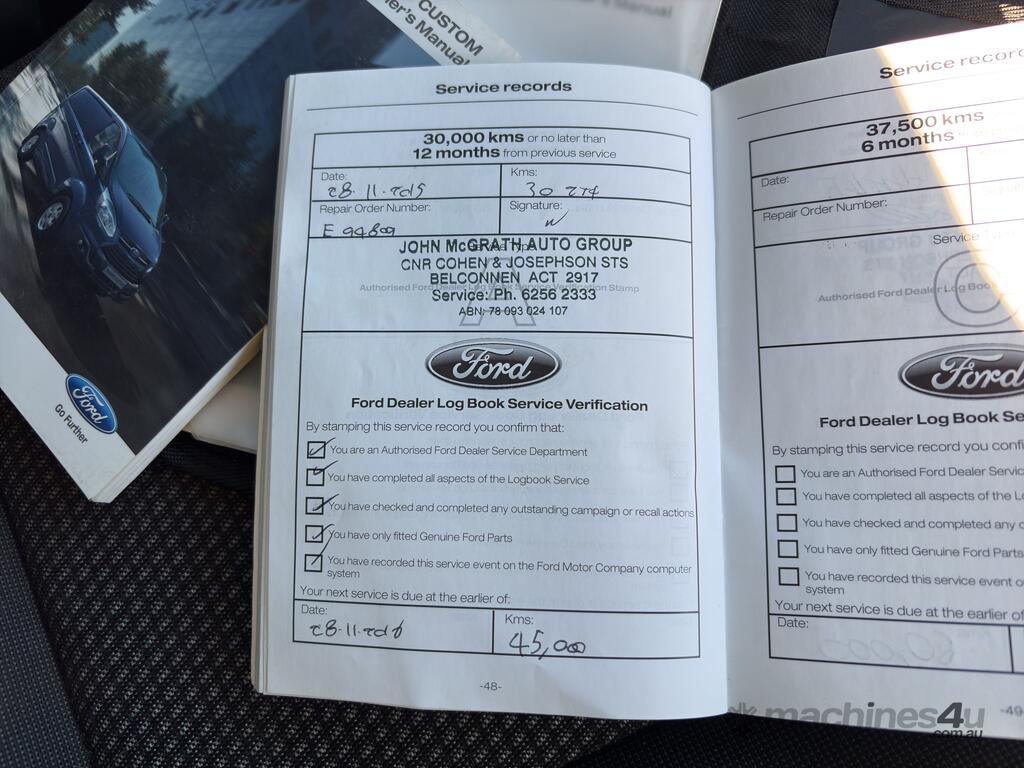 CUSTOM
ner's Manual
Ford
Go Further
Service records
30,000 kms or no later than
12 months from previous service
Date:
28.11.2015
Kms:
30 274
Repair Order Number:
E 94809
Signature:
JOHN McGRATH AUTO GROUP
CNR COHEN & JOSEPHSON STS
BELCONNEN ACT 2917
Authorised Ford Dealer Log Book Service Verification Stamp
Service: Ph. 6256 2333
ABN: 78 093 024 107
Ford
Ford Dealer Log Book Service Verification
By stamping this service record you confirm that:
You are an Authorised Ford Dealer Service Department
You have completed all aspects of the Logbook Service
You have checked and completed any outstanding campaign or recall actions
You have only fitted Genuine Ford Parts
You have recorded this service event on the Ford Motor Company computer
system
Your next service is due at the earlier of:
Date:
28.11.2016
Kms:
45,000
-48-
Service recor
37,500 kms
6 months
Date:
Repair Order Number:
Service
Authorised Ford Dealer Log Bo
Ford
Ford Dealer Log Book Se
By stamping this service record you confi
You are an Authorised Ford Dealer Servic
You have completed all aspects of the Lo
You have checked and completed any o
You have only fitted Genuine Ford Parts
You have recorded this service event o
system
Your next service is due at the earlier of
Date:
-49
machines4u
.com.au